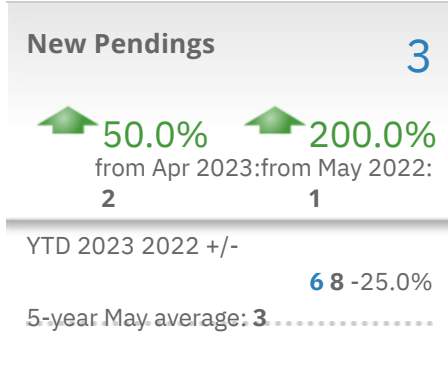 New Pendings 3
50.0% 200.0%
from Apr 2023: from May 2022:
2 1
YTD 2023 2022 +/-
6 8 -25.0%
5-year May average: 3